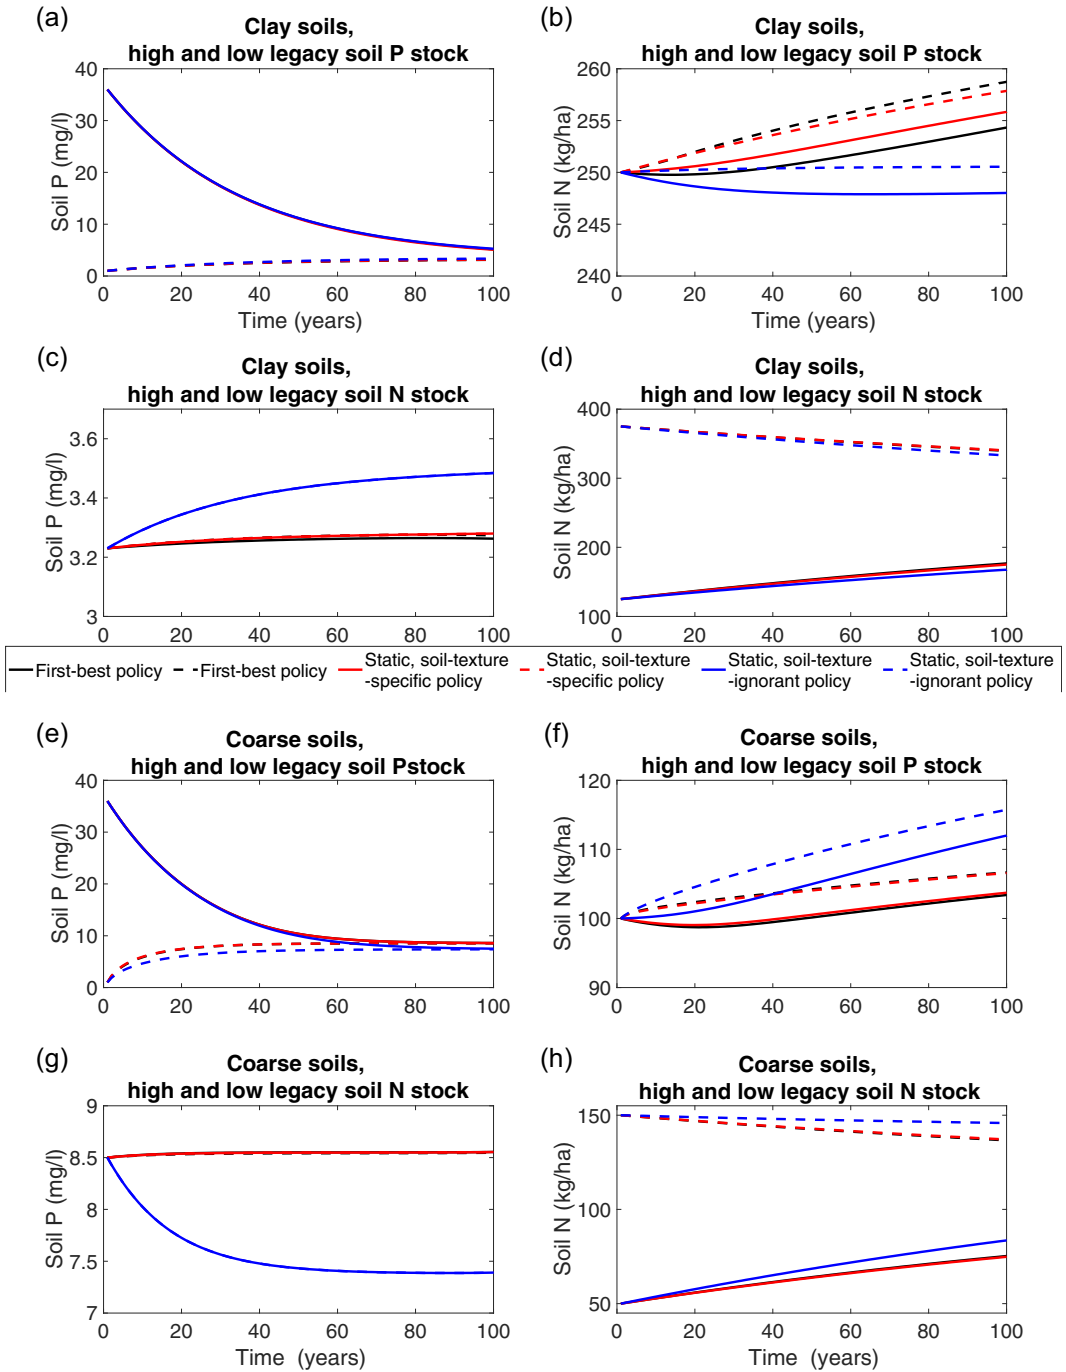 (a)
Clay soils,
high and low legacy soil P stock
40
30
20
10
0
Soil P (mg/l)
0 20 40 60 80 100
Time (years)
(b)
Clay soils,
high and low legacy soil P stock
260
255
250
245
240
Soil N (kg/ha)
0 20 40 60 80 100
Time (years)
(c)
Clay soils,
high and low legacy soil N stock
3.6
3.4
3.2
3
Soil P (mg/l)
0 20 40 60 80 100
(d)
Clay soils,
high and low legacy soil N stock
400
300
200
100
Soil N (kg/ha)
0 20 40 60 80 100
First-best policy
First-best policy
Static, soil-texture
-specific policy
Static, soil-texture
-specific policy
Static, soil-texture
-ignorant policy
Static, soil-texture
-ignorant policy
(e)
Coarse soils,
high and low legacy soil Pstock
40
30
20
10
0
Soil P (mg/l)
0 20 40 60 80 100
(f)
Coarse soils,
high and low legacy soil P stock
120
110
100
90
Soil N (kg/ha)
0 20 40 60 80 100
(g)
Coarse soils,
high and low legacy soil N stock
9
8.5
8
7.5
7
Soil P (mg/l)
0 20 40 60 80 100
Time (years)
(h)
Coarse soils,
high and low legacy soil N stock
150
100
50
Soil N (kg/ha)
0 20 40 60 80 100
Time (years)